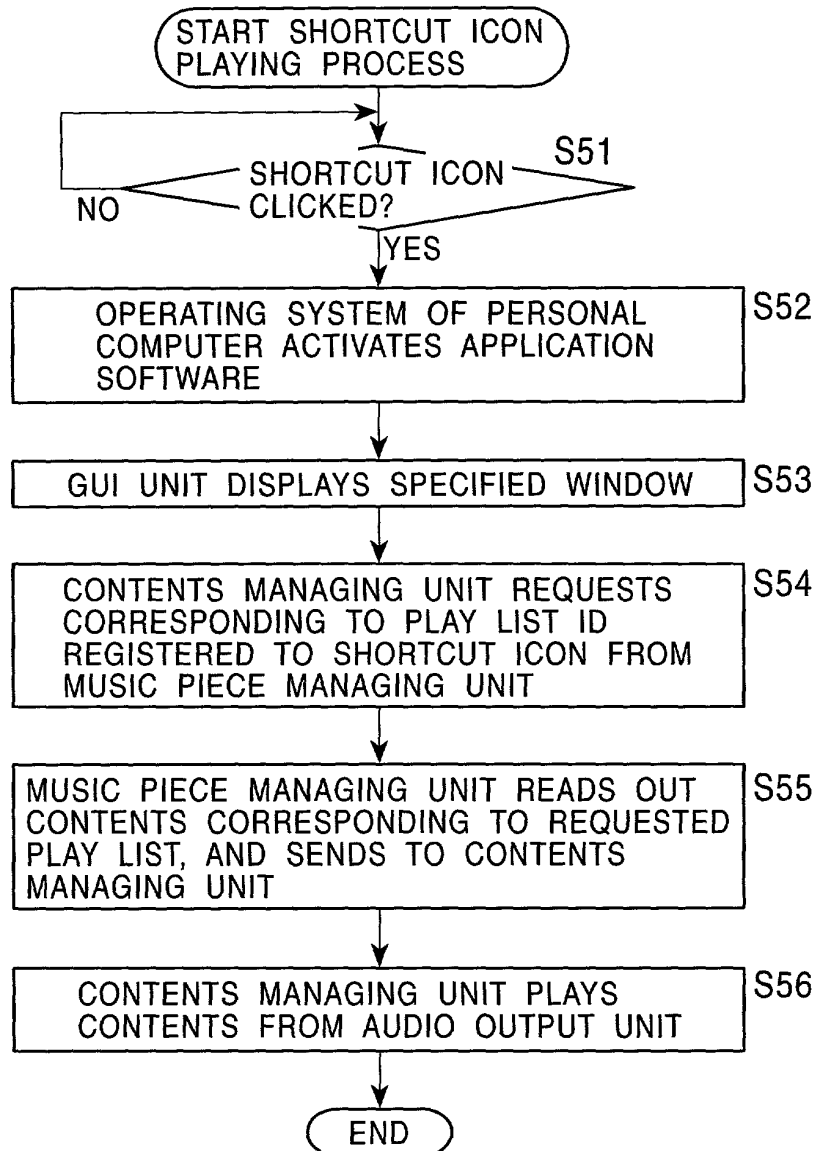 START SHORTCUT ICON
PLAYING PROCESS
S51
SHORTCUT ICON
CLICKED?
NO
YES
S52
OPERATING SYSTEM OF PERSONAL
COMPUTER ACTIVATES APPLICATION
SOFTWARE
GUI UNIT DISPLAYS SPECIFIED WINDOW
S53
S54
CONTENTS MANAGING UNIT REQUESTS
CORRESPONDING TO PLAY LIST ID
REGISTERED TO SHORTCUT ICON FROM
MUSIC PIECE MANAGING UNIT
S55
MUSIC PIECE MANAGING UNIT READS OUT
CONTENTS CORRESPONDING TO REQUESTED
PLAY LIST, AND SENDS TO CONTENTS
MANAGING UNIT
S56
CONTENTS MANAGING UNIT PLAYS
CONTENTS FROM AUDIO OUTPUT UNIT
END